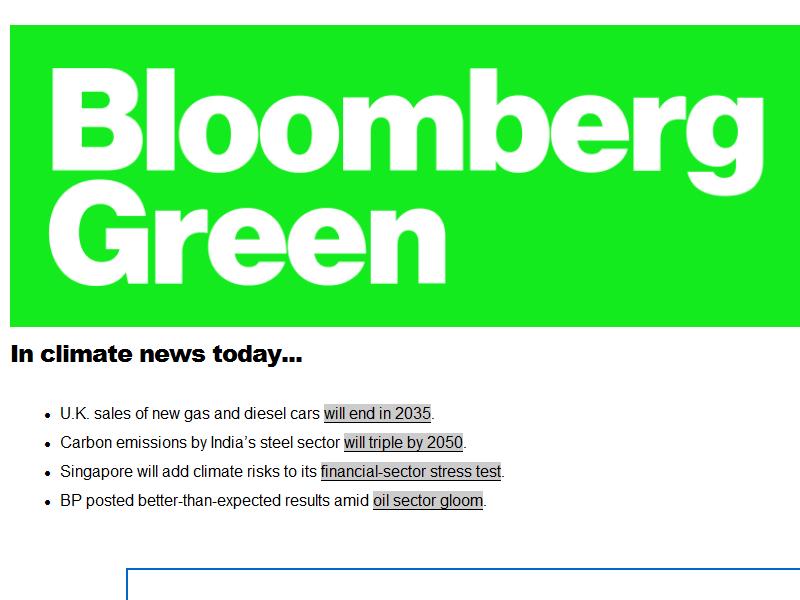 Bloomberg
Green
In climate news today...
• U.K. sales of new gas and diesel cars will end in 2035.
• Carbon emissions by India’s steel sector will triple by 2050.
• Singapore will add climate risks to its financial-sector stress test.
• BP posted better-than-expected results amid oil sector gloom.